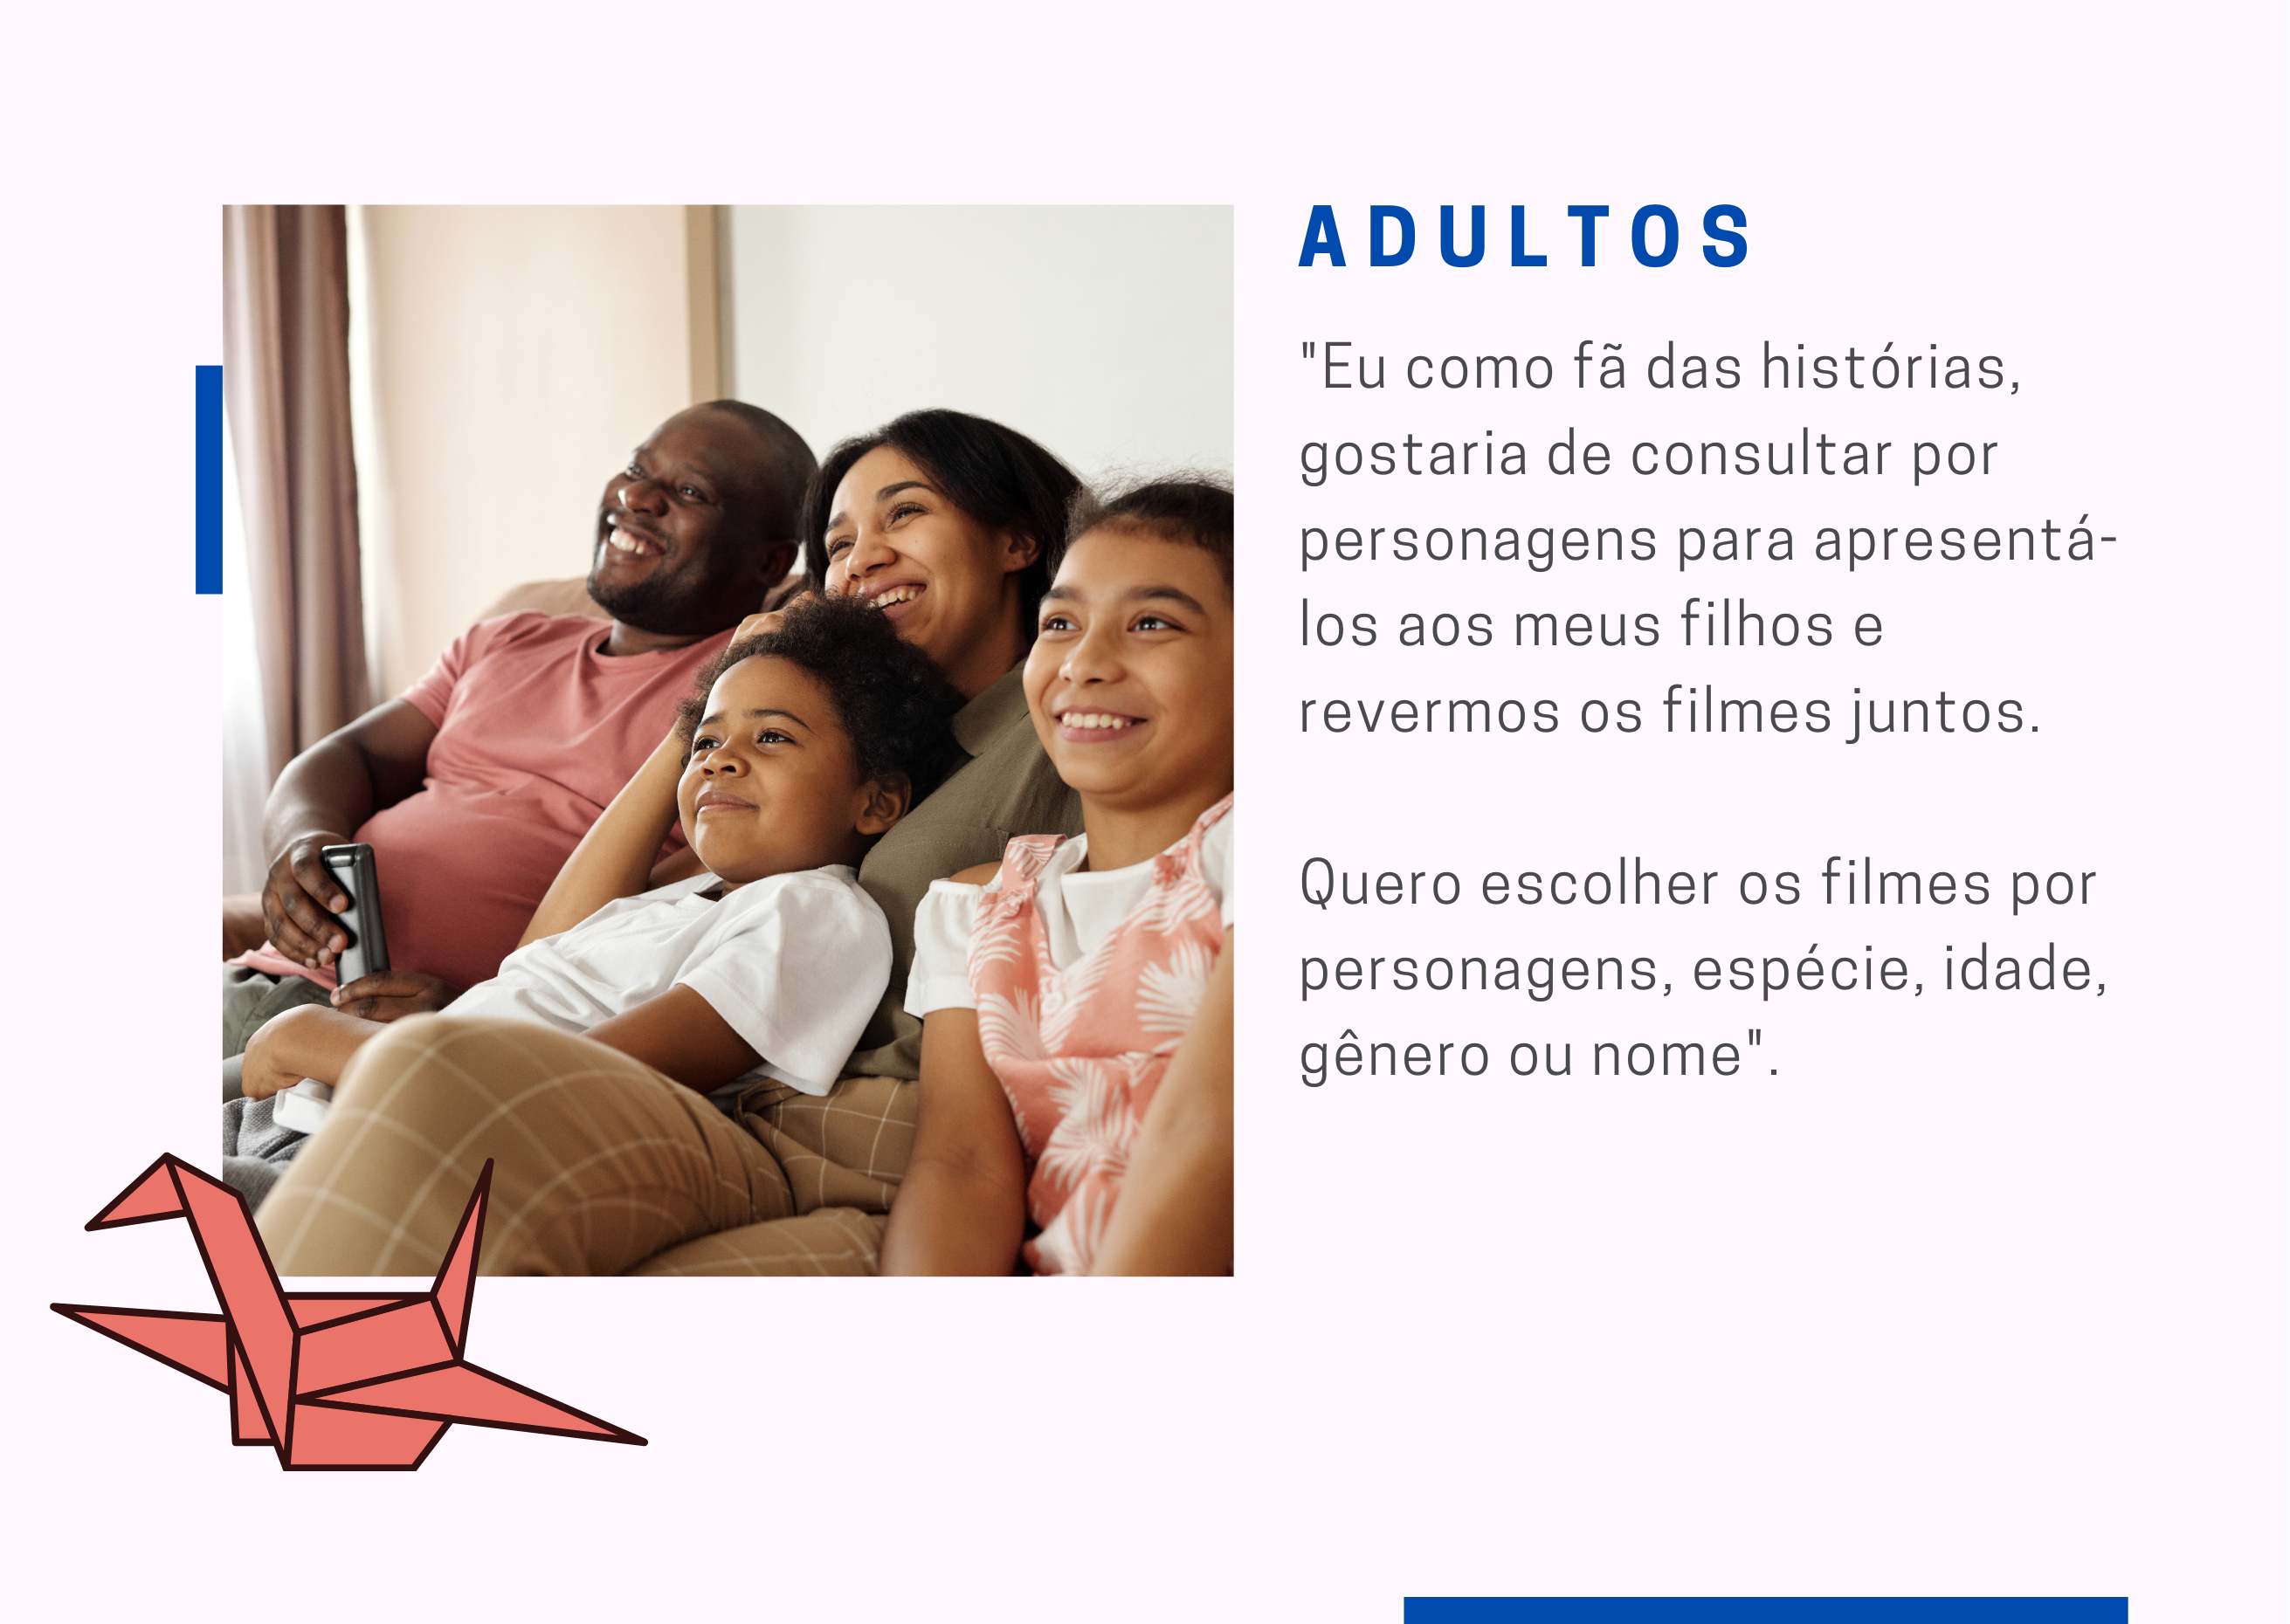 ADULTOS
"Eu como fã das histórias,
gostaria de consultar por
personagens para apresentá-
los aos meus filhos e
revermos os filmes juntos.
Quero escolher os filmes por
personagens, espécie, idade,
gênero ou nome".